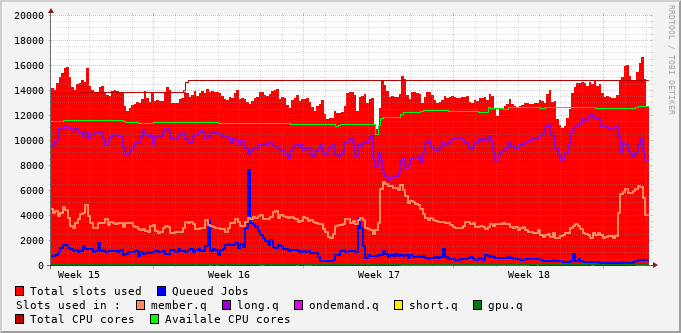 20000
18000
16000
14000
12000
10000
8000
6000
4000
2000
0
Week 15 Week 16 Week 17 Week 18
Total slots used Queued Jobs
Slots used in : member.q long.q ondemand.q short.q gpu.q
Total CPU cores Availale CPU cores
RRDTOOL / TOBI OETIKER